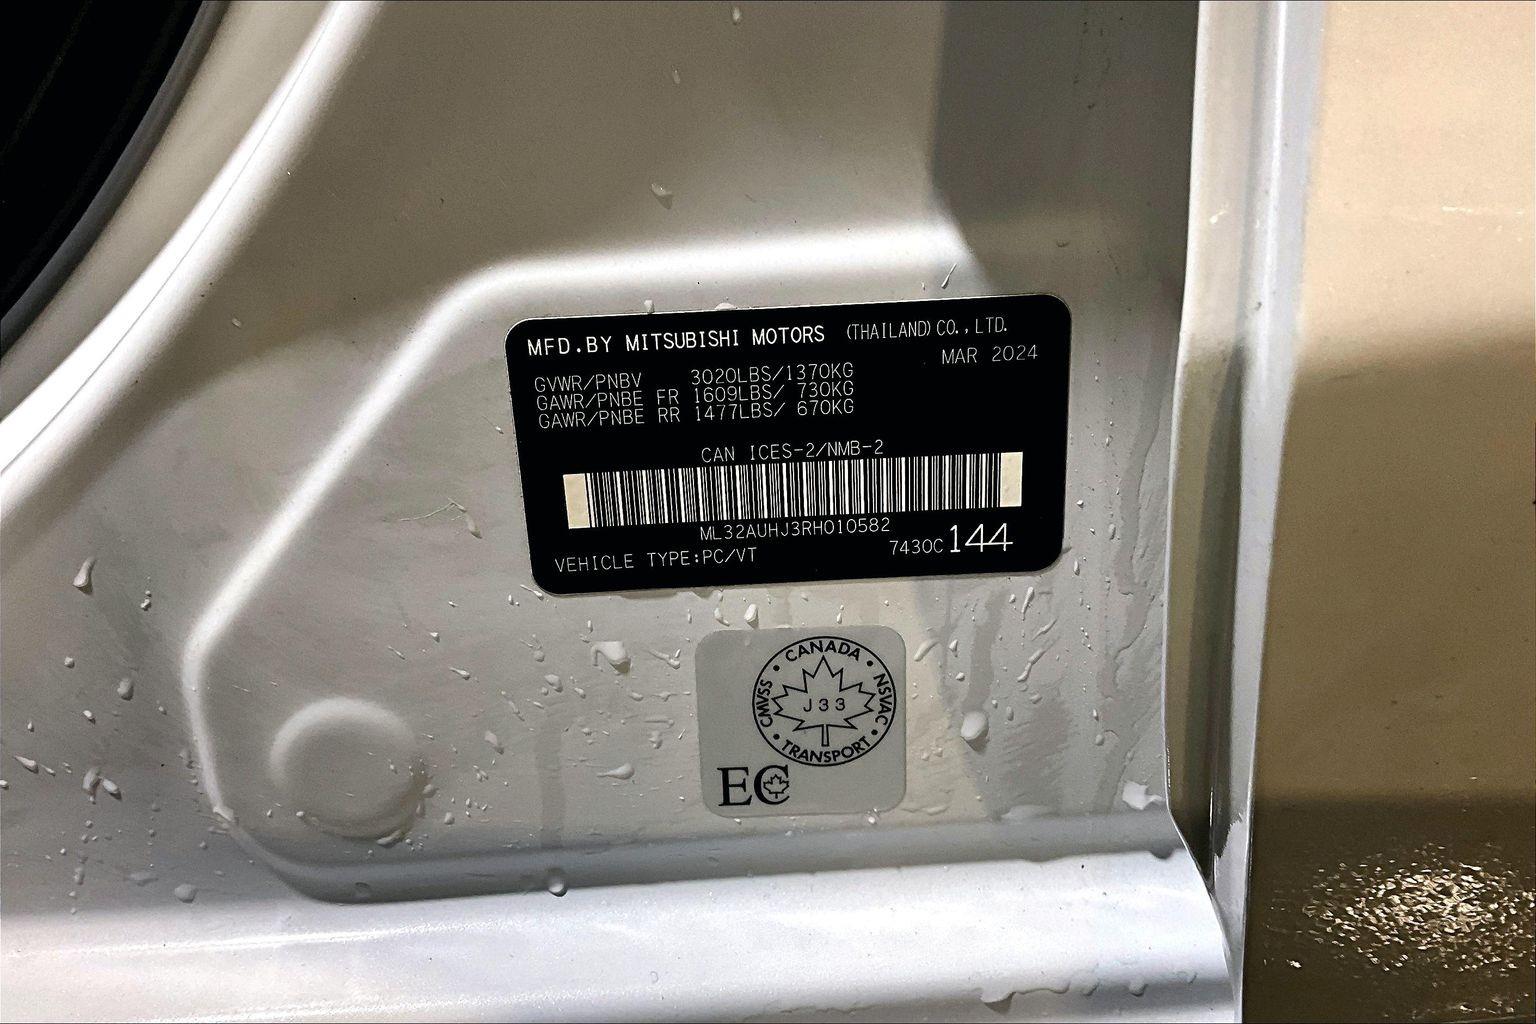 MFD.BY MITSUBISHI MOTORS (THAILAND) CO., LTD.
MAR 2024
GVWR/PNBV 3020LBS/1370KG
GAWR/PNBE FR 1609LBS/ 730KG
GAWR/PNBE RR 1477LBS/ 670KG
CAN ICES-2/NMB-2
ML32AUHJ3RH010582
VEHICLE TYPE:PC/VT 7430C 144
CANADA
CMVSS
NSVAC
J33
TRANSPORT
EC